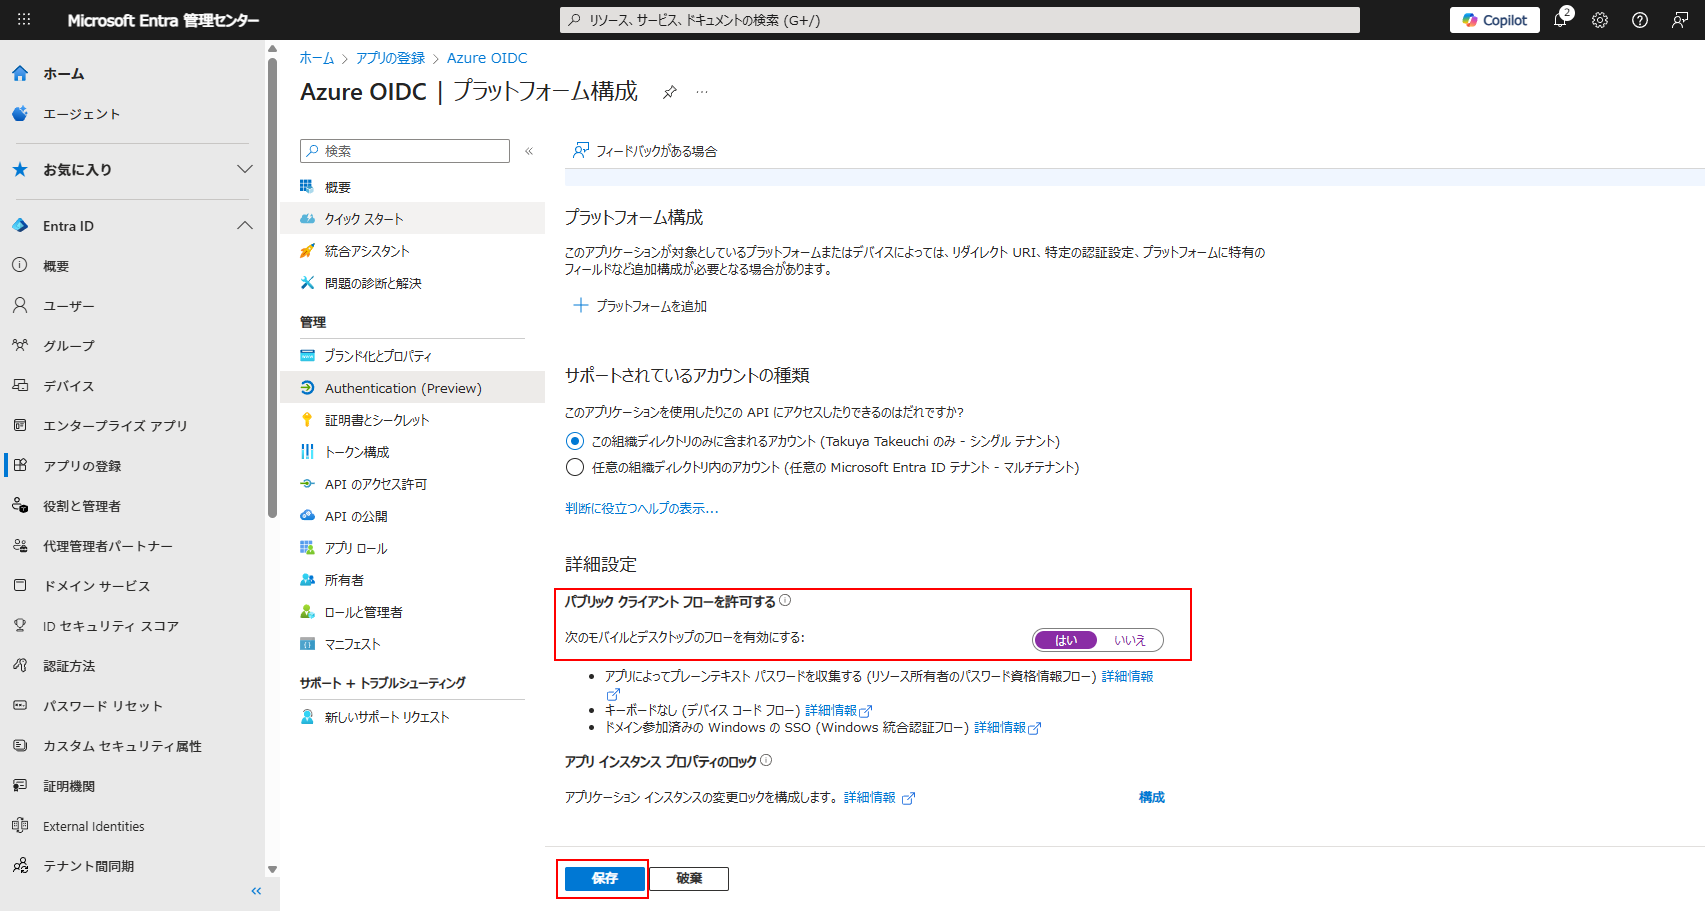 Microsoft Entra 管理センター
リソース、サービス、ドキュメントの検索 (G+/)
Copilot
2
ホーム
エージェント
お気に入り
Entra ID
概要
ユーザー
グループ
デバイス
エンタープライズ アプリ
アプリの登録
役割と管理者
代理管理者パートナー
ドメイン サービス
ID セキュリティ スコア
認証方法
パスワード リセット
カスタム セキュリティ属性
証明機関
External Identities
テナント間同期
ホーム > アプリの登録 > Azure OIDC
Azure OIDC | プラットフォーム構成
検索
概要
クイック スタート
統合アシスタント
問題の診断と解決
管理
ブランド化とプロパティ
Authentication (Preview)
証明書とシークレット
トークン構成
API のアクセス許可
API の公開
アプリ ロール
所有者
ロールと管理者
マニフェスト
サポート + トラブルシューティング
新しいサポート リクエスト
フィードバックがある場合
プラットフォーム構成
このアプリケーションが対象としているプラットフォームまたはデバイスによっては、リダイレクト URI、特定の認証設定、プラットフォームに特有の
フィールドなど追加構成が必要となる場合があります。
プラットフォームを追加
サポートされているアカウントの種類
このアプリケーションを使用したりこの API にアクセスしたりできるのはだれですか?
この組織ディレクトリのみに含まれるアカウント (Takuya Takeuchi のみ - シングル テナント)
任意の組織ディレクトリ内のアカウント (任意の Microsoft Entra ID テナント - マルチテナント)
判断に役立つヘルプの表示...
詳細設定
パブリック クライアント フローを許可する
次のモバイルとデスクトップのフローを有効にする:
はい いいえ
• アプリによってプレーンテキスト パスワードを収集する (リソース所有者のパスワード資格情報フロー) 詳細情報
• キーボードなし (デバイス コード フロー) 詳細情報
• ドメイン参加済みの Windows の SSO (Windows 統合認証フロー) 詳細情報
アプリ インスタンス プロパティのロック
アプリケーション インスタンスの変更ロックを構成します。 詳細情報
構成
保存
破棄